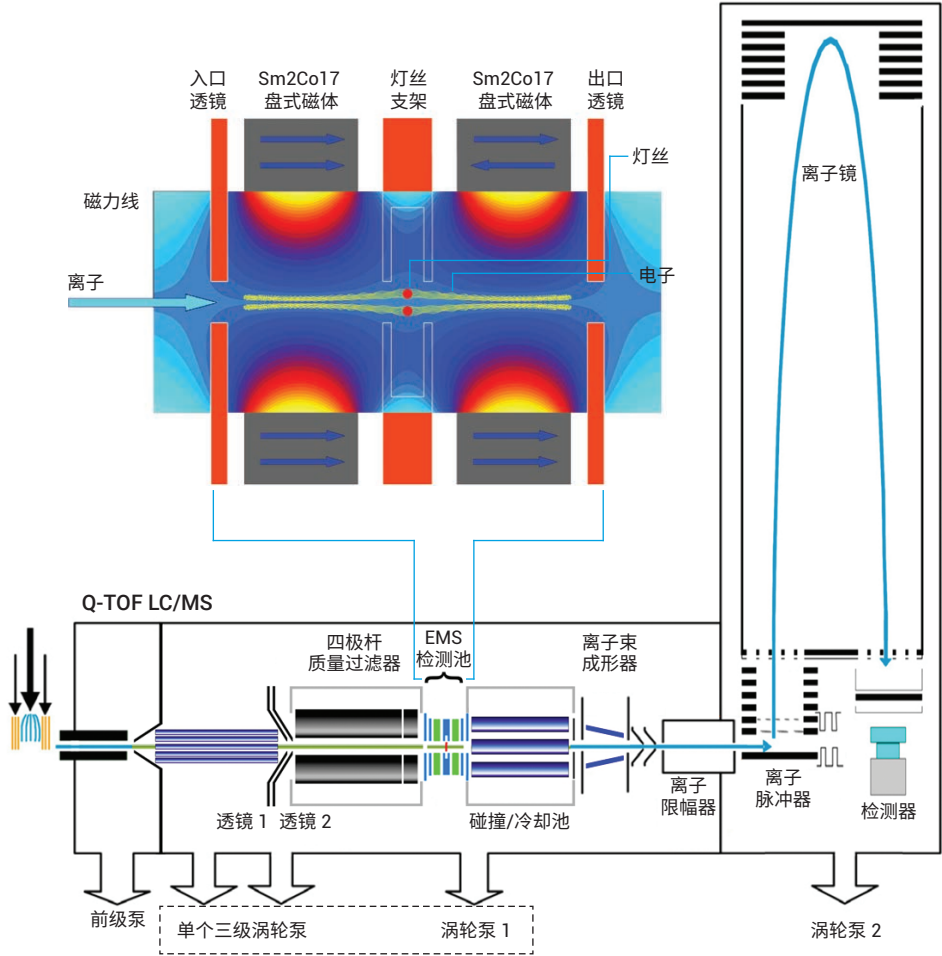 入口
透镜
Sm2Co17
盘式磁体
灯丝
支架
Sm2Co17
盘式磁体
出口
透镜
灯丝
磁力线
离子
电子
离子镜
Q-TOF LC/MS
四极杆
质量过滤器
EMS
检测池
离子束
成形器
透镜 1
透镜 2
碰撞/冷却池
离子
限幅器
离子
脉冲器
检测器
前级泵
单个三级涡轮泵
涡轮泵 1
涡轮泵 2